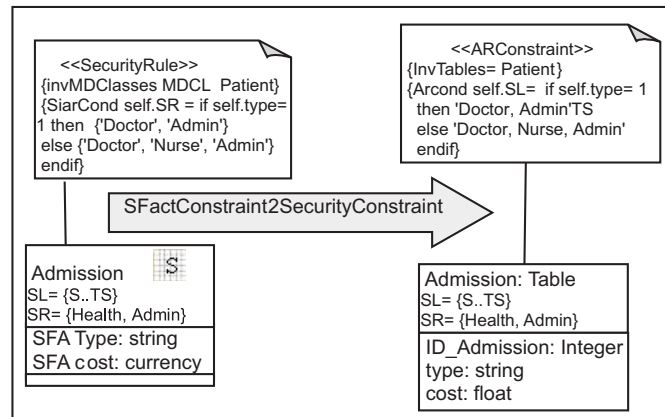 <<SecurityRule>>
{invMDClasses MDCL Patient}
{SiarCond self.SR = if self.type=
1 then {'Doctor', 'Admin'}
else {'Doctor', 'Nurse', 'Admin'}
endif}
<<ARConstraint>>
{InvTables= Patient}
{Arcond self.SL= if self.type= 1
then 'Doctor, Admin'TS
else 'Doctor, Nurse, Admin'
endif}
SFactConstraint2SecurityConstraint
Admission
S
SL= {S..TS}
SR= {Health, Admin}
SFA Type: string
SFA cost: currency
Admission: Table
SL= {S..TS}
SR= {Health, Admin}
ID_Admission: Integer
type: string
cost: float